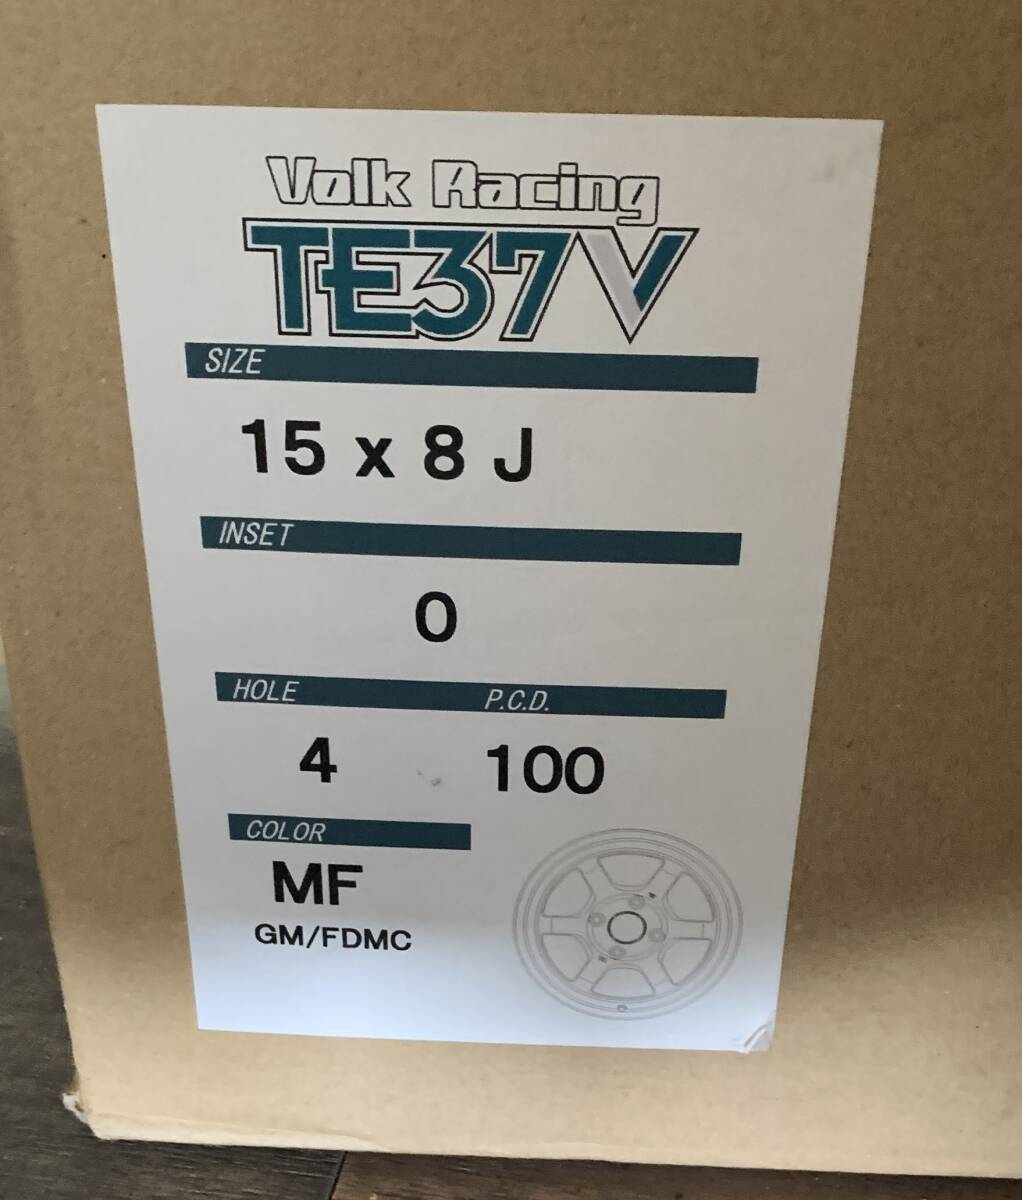 Volk Racing
TE37V
SIZE
15 x 8 J
INSET
0
HOLE P.C.D.
4 100
COLOR
MF
GM/FDMC